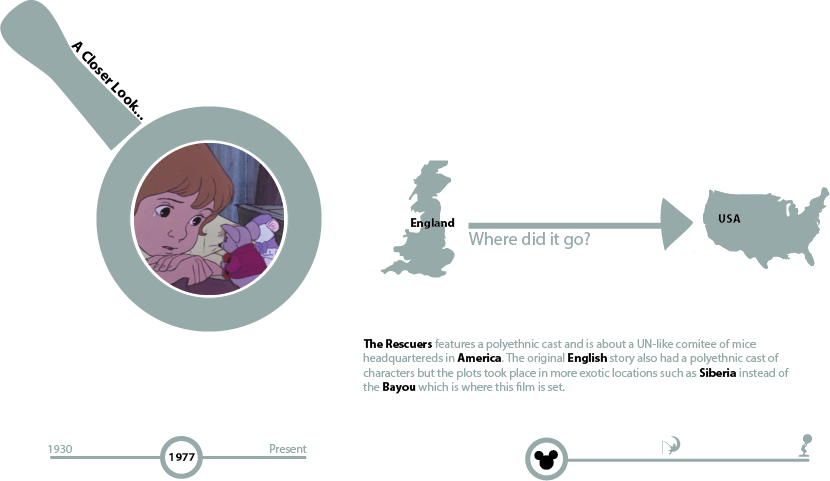 A Closer Look...
England
USA
Where did it go?
The Rescuers features a polyethnic cast and is about a UN-like comitee of mice
headquartereds in America. The original English story also had a polyethnic cast of
characters but the plots took place in more exotic locations such as Siberia instead of
the Bayou which is where this film is set.
1930
1977
Present